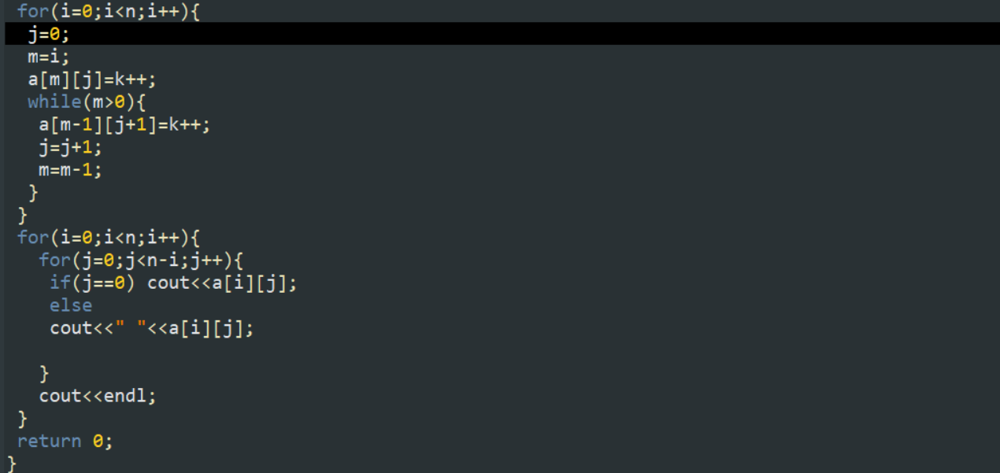 for(i=0;i<n;i++){
j=0;
m=i;
a[m][j]=k++;
while(m>0){
a[m-1][j+1]=k++;
j=j+1;
m=m-1;
}
}
for(i=0;i<n;i++){
for(j=0;j<n-i;j++){
if(j==0) cout<<a[i][j];
else
cout<<" "<<a[i][j];
}
cout<<endl;
}
return 0;
}